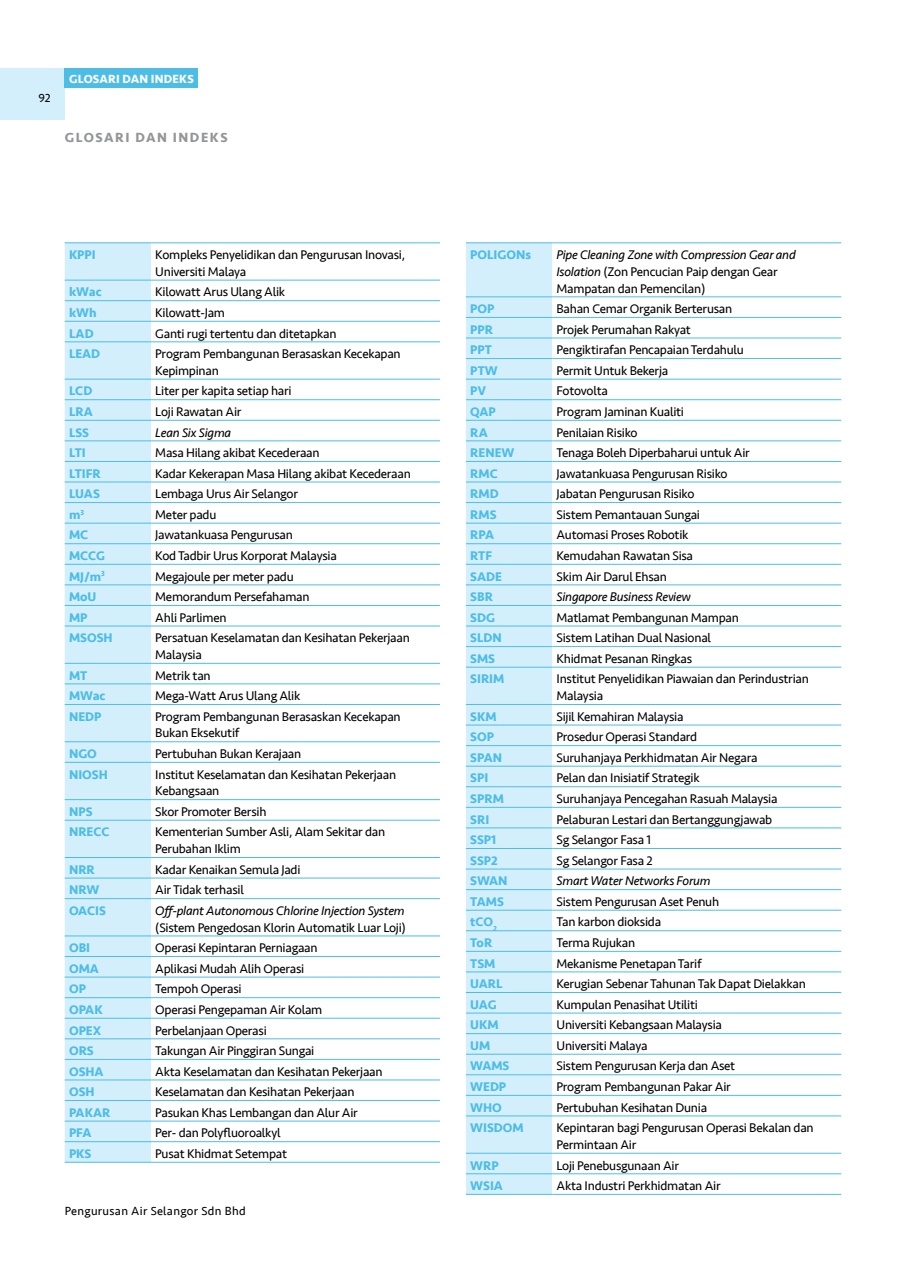 GLOSARI DAN INDEKS
92
GLOSARI DAN INDEKS
KPPI Kompleks Penyelidikan dan Pengurusan Inovasi,
Universiti Malaya
kWac Kilowatt Arus Ulang Alik
kWh Kilowatt-Jam
LAD Ganti rugi tertentu dan ditetapkan
LEAD Program Pembangunan Berasaskan Kecekapan
Kepimpinan
LCD Liter per kapita setiap hari
LRA Loji Rawatan Air
LSS Lean Six Sigma
LTI Masa Hilang akibat Kecederaan
LTIFR Kadar Kekerapan Masa Hilang akibat Kecederaan
LUAS Lembaga Urus Air Selangor
m³ Meter padu
MC Jawatankuasa Pengurusan
MCCG Kod Tadbir Urus Korporat Malaysia
MJ/m³ Megajoule per meter padu
MoU Memorandum Persefahaman
MP Ahli Parlimen
MSOSH Persatuan Keselamatan dan Kesihatan Pekerjaan
Malaysia
MT Metrik tan
MWac Mega-Watt Arus Ulang Alik
NEDP Program Pembangunan Berasaskan Kecekapan
Bukan Eksekutif
NGO Pertubuhan Bukan Kerajaan
NIOSH Institut Keselamatan dan Kesihatan Pekerjaan
Kebangsaan
NPS Skor Promoter Bersih
NRECC Kementerian Sumber Asli, Alam Sekitar dan
Perubahan Iklim
NRR Kadar Kenaikan Semula Jadi
NRW Air Tidak terhasil
OACIS Off-plant Autonomous Chlorine Injection System
(Sistem Pengedosan Klorin Automatik Luar Loji)
OBI Operasi Kepintaran Perniagaan
OMA Aplikasi Mudah Alih Operasi
OP Tempoh Operasi
OPAK Operasi Pengepaman Air Kolam
OPEX Perbelanjaan Operasi
ORS Takungan Air Pinggiran Sungai
OSHA Akta Keselamatan dan Kesihatan Pekerjaan
OSH Keselamatan dan Kesihatan Pekerjaan
PAKAR Pasukan Khas Lembangan dan Alur Air
PFA Per- dan Polyfluoroalkyl
PKS Pusat Khidmat Setempat
POLIGONs Pipe Cleaning Zone with Compression Gear and
Isolation (Zon Pencucian Paip dengan Gear
Mampatan dan Pemencilan)
POP Bahan Cemar Organik Berterusan
PPR Projek Perumahan Rakyat
PPT Pengiktirafan Pencapaian Terdahulu
PTW Permit Untuk Bekerja
PV Fotovolta
QAP Program Jaminan Kualiti
RA Penilaian Risiko
RENEW Tenaga Boleh Diperbaharui untuk Air
RMC Jawatankuasa Pengurusan Risiko
RMD Jabatan Pengurusan Risiko
RMS Sistem Pemantauan Sungai
RPA Automasi Proses Robotik
RTF Kemudahan Rawatan Sisa
SADE Skim Air Darul Ehsan
SBR Singapore Business Review
SDG Matlamat Pembangunan Mampan
SLDN Sistem Latihan Dual Nasional
SMS Khidmat Pesanan Ringkas
SIRIM Institut Penyelidikan Piawaian dan Perindustrian
Malaysia
SKM Sijil Kemahiran Malaysia
SOP Prosedur Operasi Standard
SPAN Suruhanjaya Perkhidmatan Air Negara
SPI Pelan dan Inisiatif Strategik
SPRM Suruhanjaya Pencegahan Rasuah Malaysia
SRI Pelaburan Lestari dan Bertanggungjawab
SSP1 Sg Selangor Fasa 1
SSP2 Sg Selangor Fasa 2
SWAN Smart Water Networks Forum
TAMS Sistem Pengurusan Aset Penuh
tCO₂ Tan karbon dioksida
ToR Terma Rujukan
TSM Mekanisme Penetapan Tarif
UARL Kerugian Sebenar Tahunan Tak Dapat Dielakkan
UAG Kumpulan Penasihat Utiliti
UKM Universiti Kebangsaan Malaysia
UM Universiti Malaya
WAMS Sistem Pengurusan Kerja dan Aset
WEDP Program Pembangunan Pakar Air
WHO Pertubuhan Kesihatan Dunia
WISDOM Kepintaran bagi Pengurusan Operasi Bekalan dan
Permintaan Air
WRP Loji Penebusgunaan Air
WSIA Akta Industri Perkhidmatan Air
Pengurusan Air Selangor Sdn Bhd